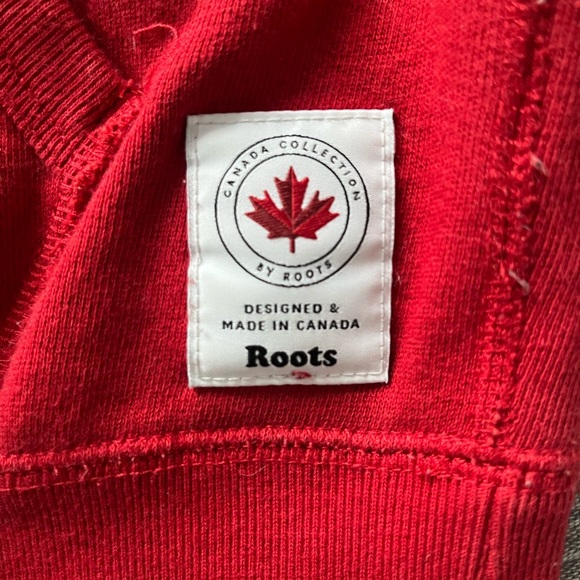 CANADA COLLECTION
BY ROOTS
DESIGNED &
MADE IN CANADA
Roots